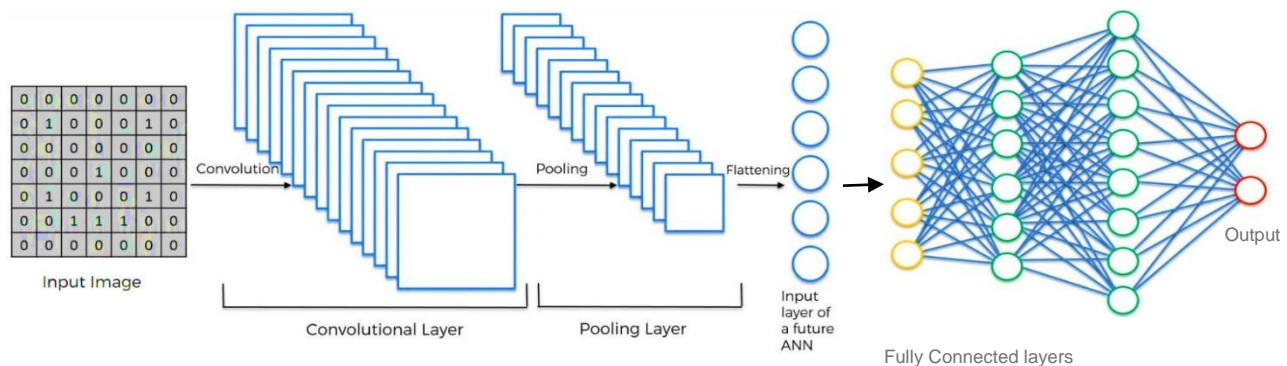 0 0 0 0 0 0 0
0 1 0 0 0 1 0
0 0 0 0 0 0 0
0 0 0 1 0 0 0
0 1 0 0 0 1 0
0 0 1 1 1 0 0
0 0 0 0 0 0 0
Input Image
Convolution
Convolutional Layer
Pooling
Pooling Layer
Flattening
Input
layer of
a future
ANN
Fully Connected layers
Output